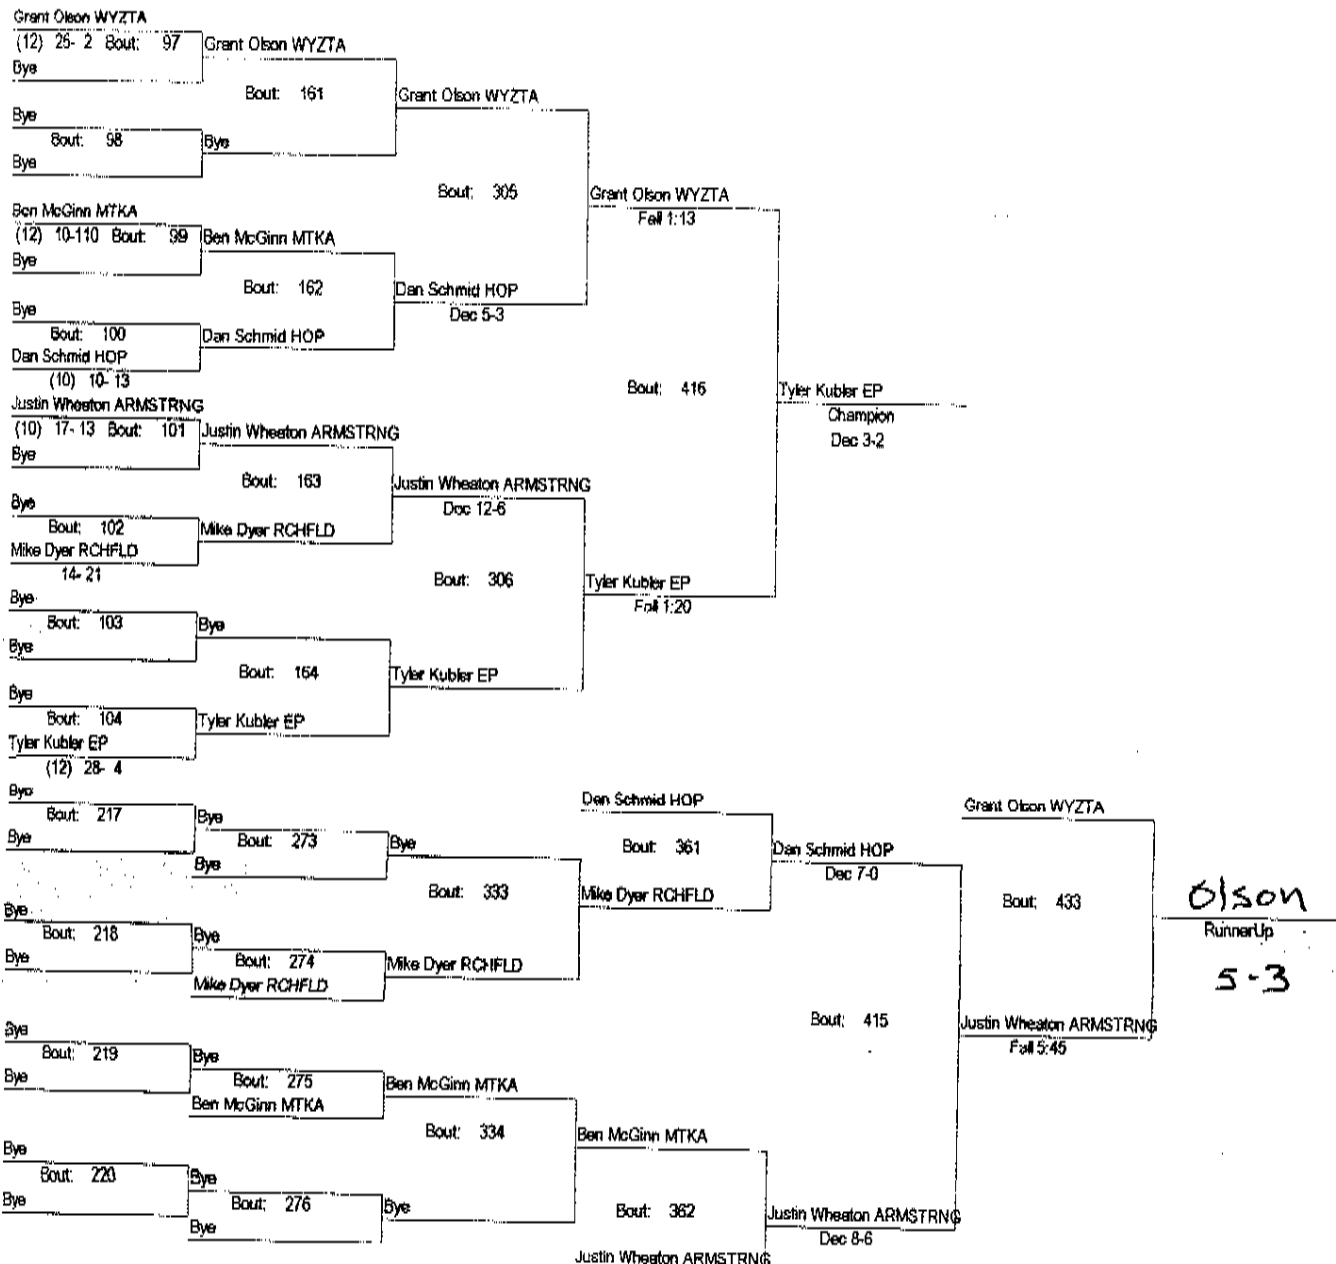 Grant Olson WYZTA
(12) 25- 2 Bout: 97
Grant Olson WYZTA
Bye
Bout: 161
Grant Olson WYZTA
Bye
Bout: 98
Bye
Bye
Bout: 305
Grant Olson WYZTA
Fall 1:13
Ben McGinn MTKA
(12) 10-110 Bout: 99
Ben McGinn MTKA
Bye
Bout: 162
Dan Schmid HOP
Dec 5-3
Bye
Bout: 100
Dan Schmid HOP
Dan Schmid HOP
(10) 10- 13
Bout: 416
Tyler Kubler EP
Champion
Dec 3-2
Justin Wheaton ARMSTRNG
(10) 17- 13 Bout: 101
Justin Wheaton ARMSTRNG
Bye
Bout: 163
Justin Wheaton ARMSTRNG
Dec 12-6
Bye
Bout: 102
Mike Dyer RCHFLD
Mike Dyer RCHFLD
14- 21
Bout: 306
Tyler Kubler EP
Fall 1:20
Bye
Bout: 103
Bye
Bye
Bout: 164
Tyler Kubler EP
Bye
Bout: 104
Tyler Kubler EP
Tyler Kubler EP
(12) 28- 4
Bye
Bout: 217
Bye
Bye
Bout: 273
Bye
Bye
Dan Schmid HOP
Bout: 361
Dan Schmid HOP
Dec 7-0
Grant Olson WYZTA
Bout: 333
Mike Dyer RCHFLD
Bout: 433
Olson
RunnerUp
5-3
Bye
Bout: 218
Bye
Bye
Bout: 274
Mike Dyer RCHFLD
Mike Dyer RCHFLD
Bout: 415
Justin Wheaton ARMSTRNG
Fall 5:45
Bye
Bout: 219
Bye
Bye
Bout: 275
Ben McGinn MTKA
Ben McGinn MTKA
Bout: 334
Ben McGinn MTKA
Bye
Bout: 220
Bye
Bye
Bout: 276
Bye
Bye
Bout: 362
Justin Wheaton ARMSTRNG
Dec 8-6
Justin Wheaton ARMSTRNG